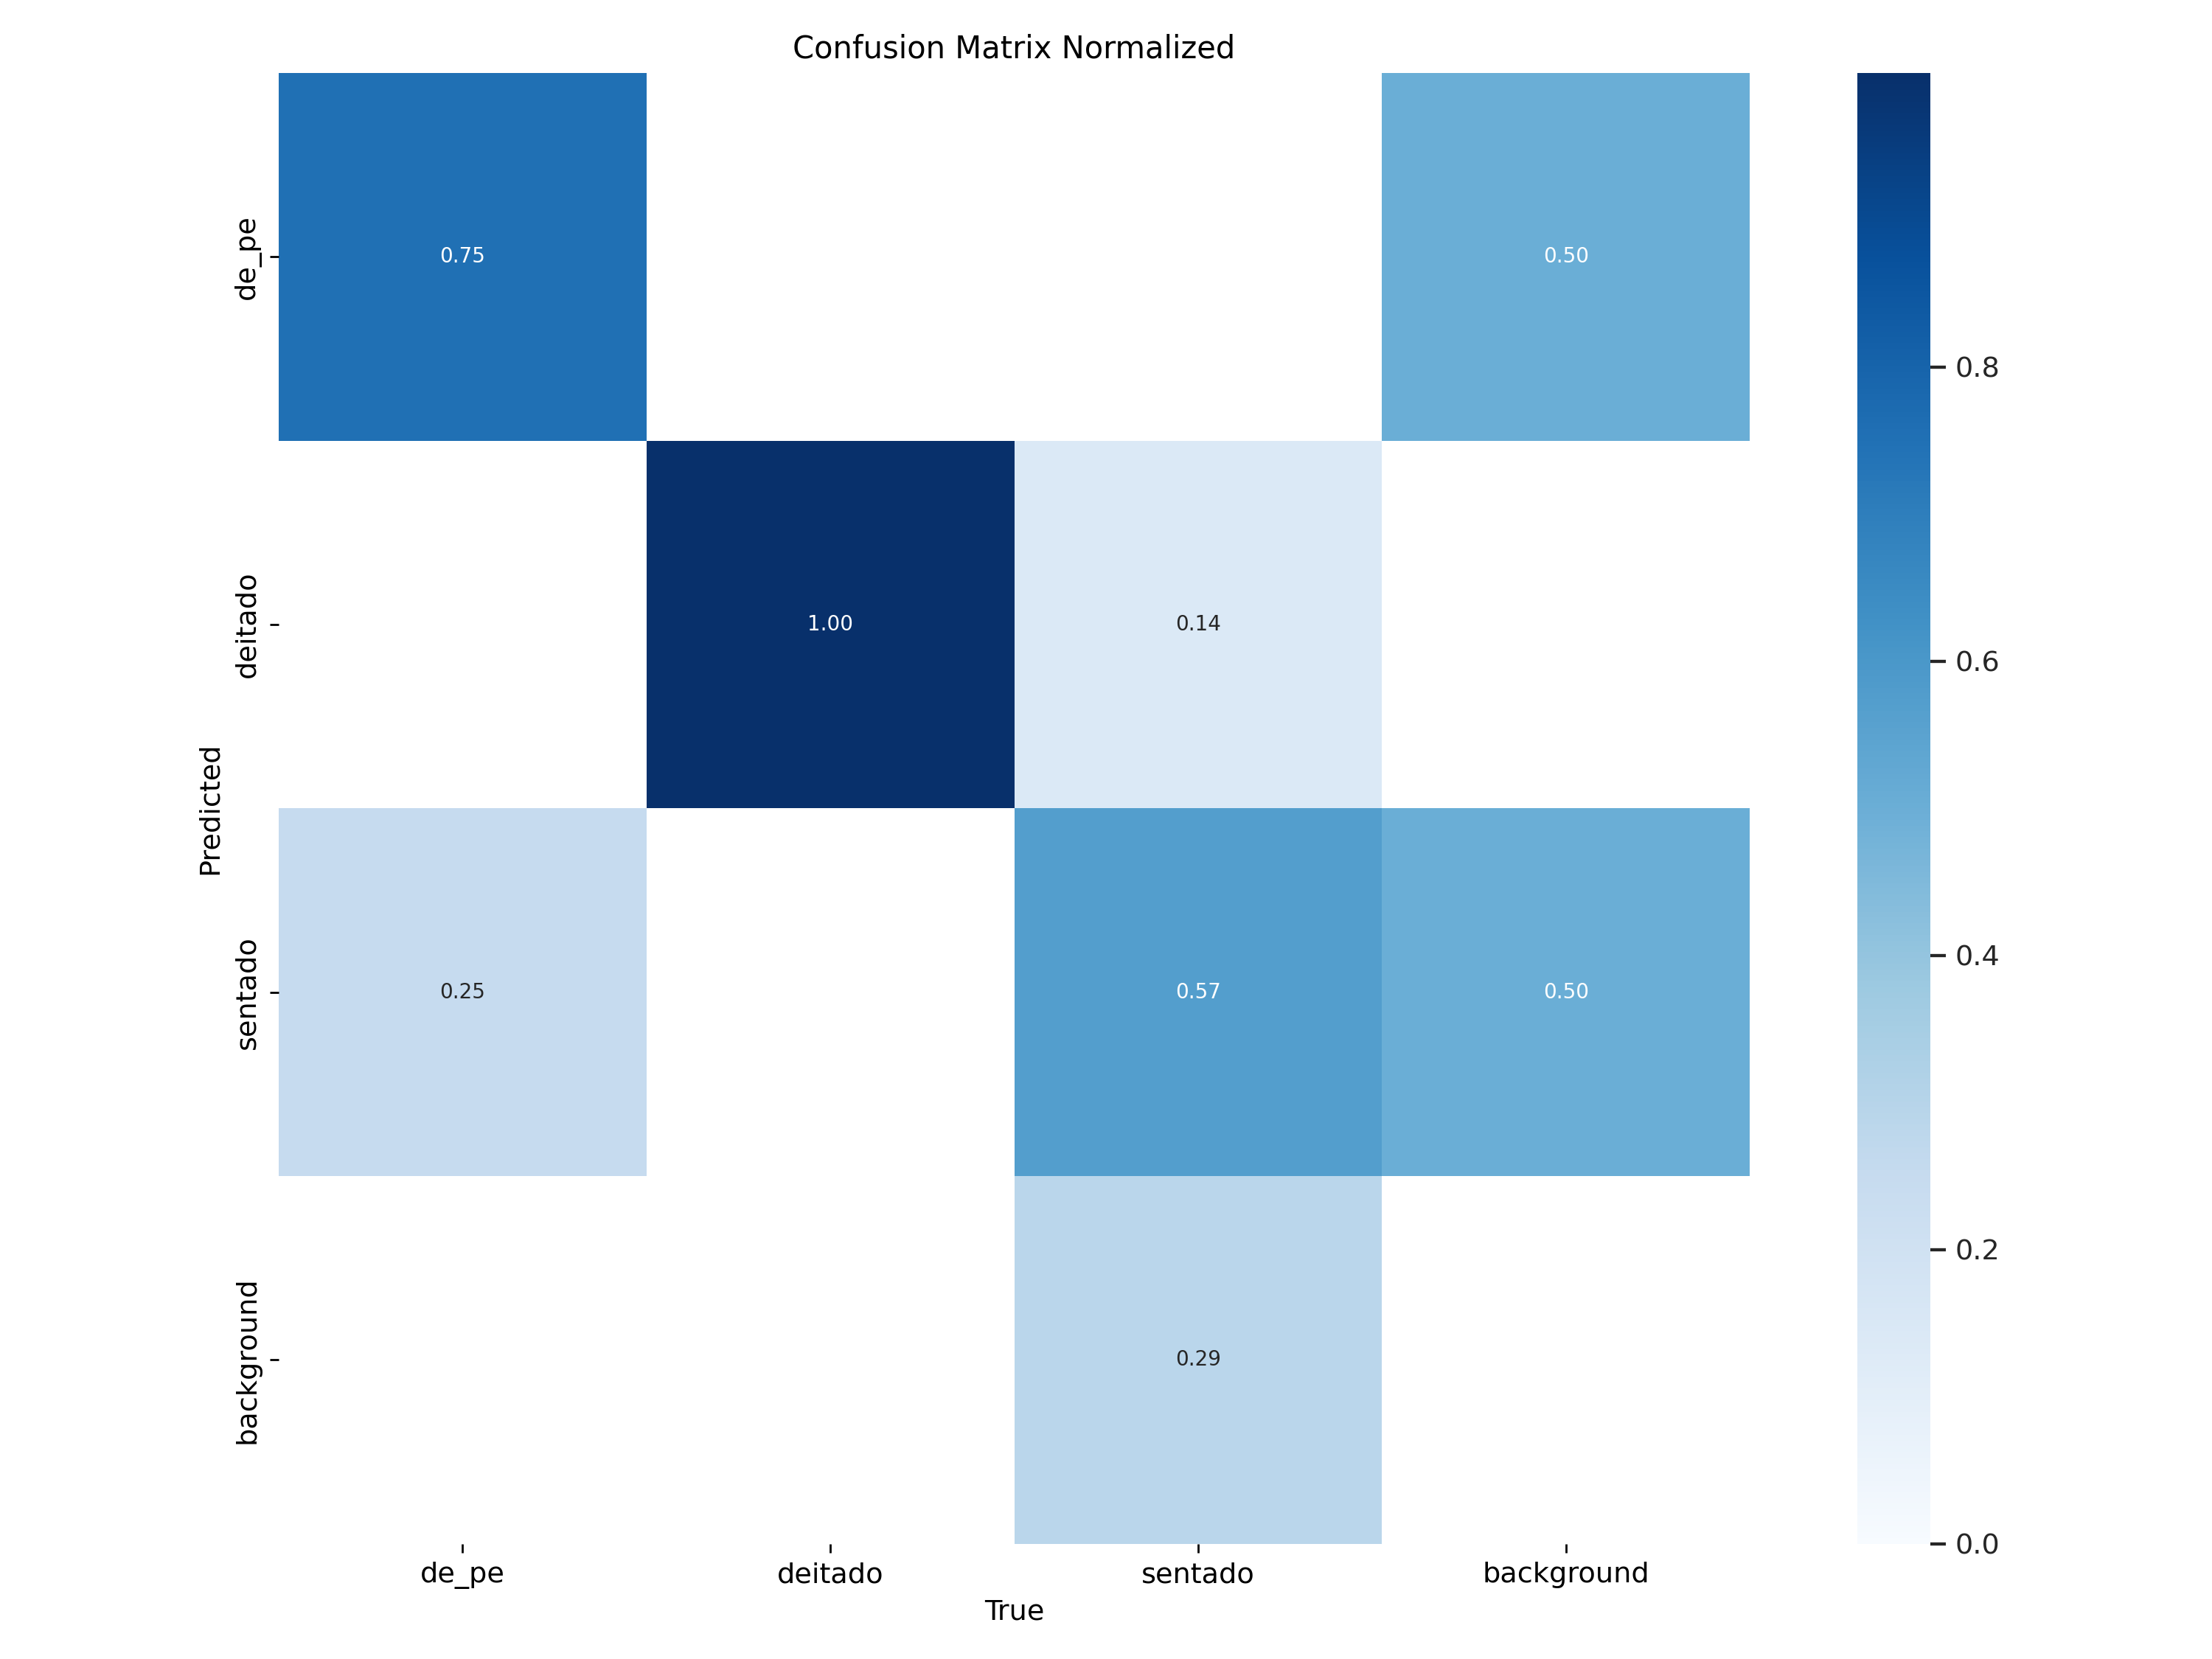 Confusion Matrix Normalized
de_pe
0.75
0.50
deitado
1.00
0.14
sentado
0.25
0.57
0.50
background
0.29
Predicted
de_pe
deitado
sentado
background
True
0.8
0.6
0.4
0.2
0.0